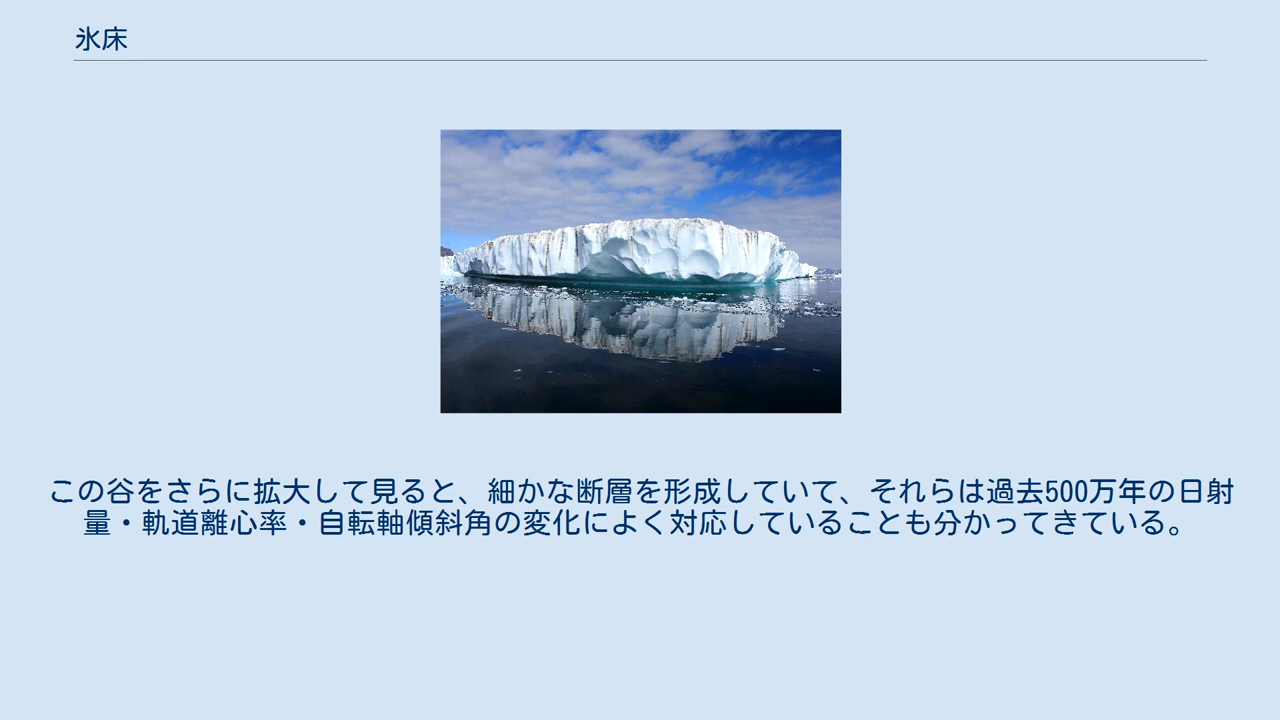 氷床
この谷をさらに拡大して見ると、細かな断層を形成していて、それらは過去500万年の日射
量・軌道離心率・自転軸傾斜角の変化によく対応していることも分かってきている。